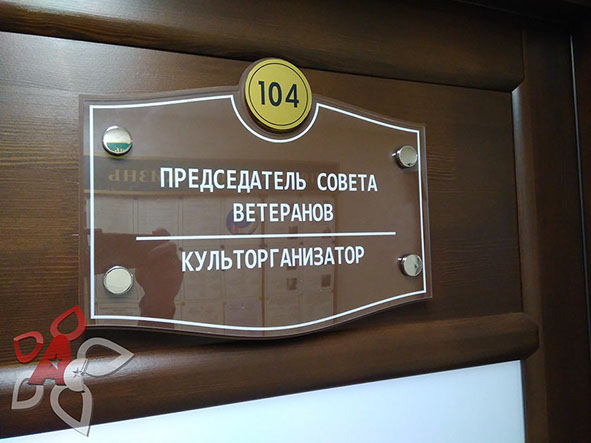 104
ПРЕДСЕДАТЕЛЬ СОВЕТА
ВЕТЕРАНОВ
КУЛЬТОРГАНИЗАТОР